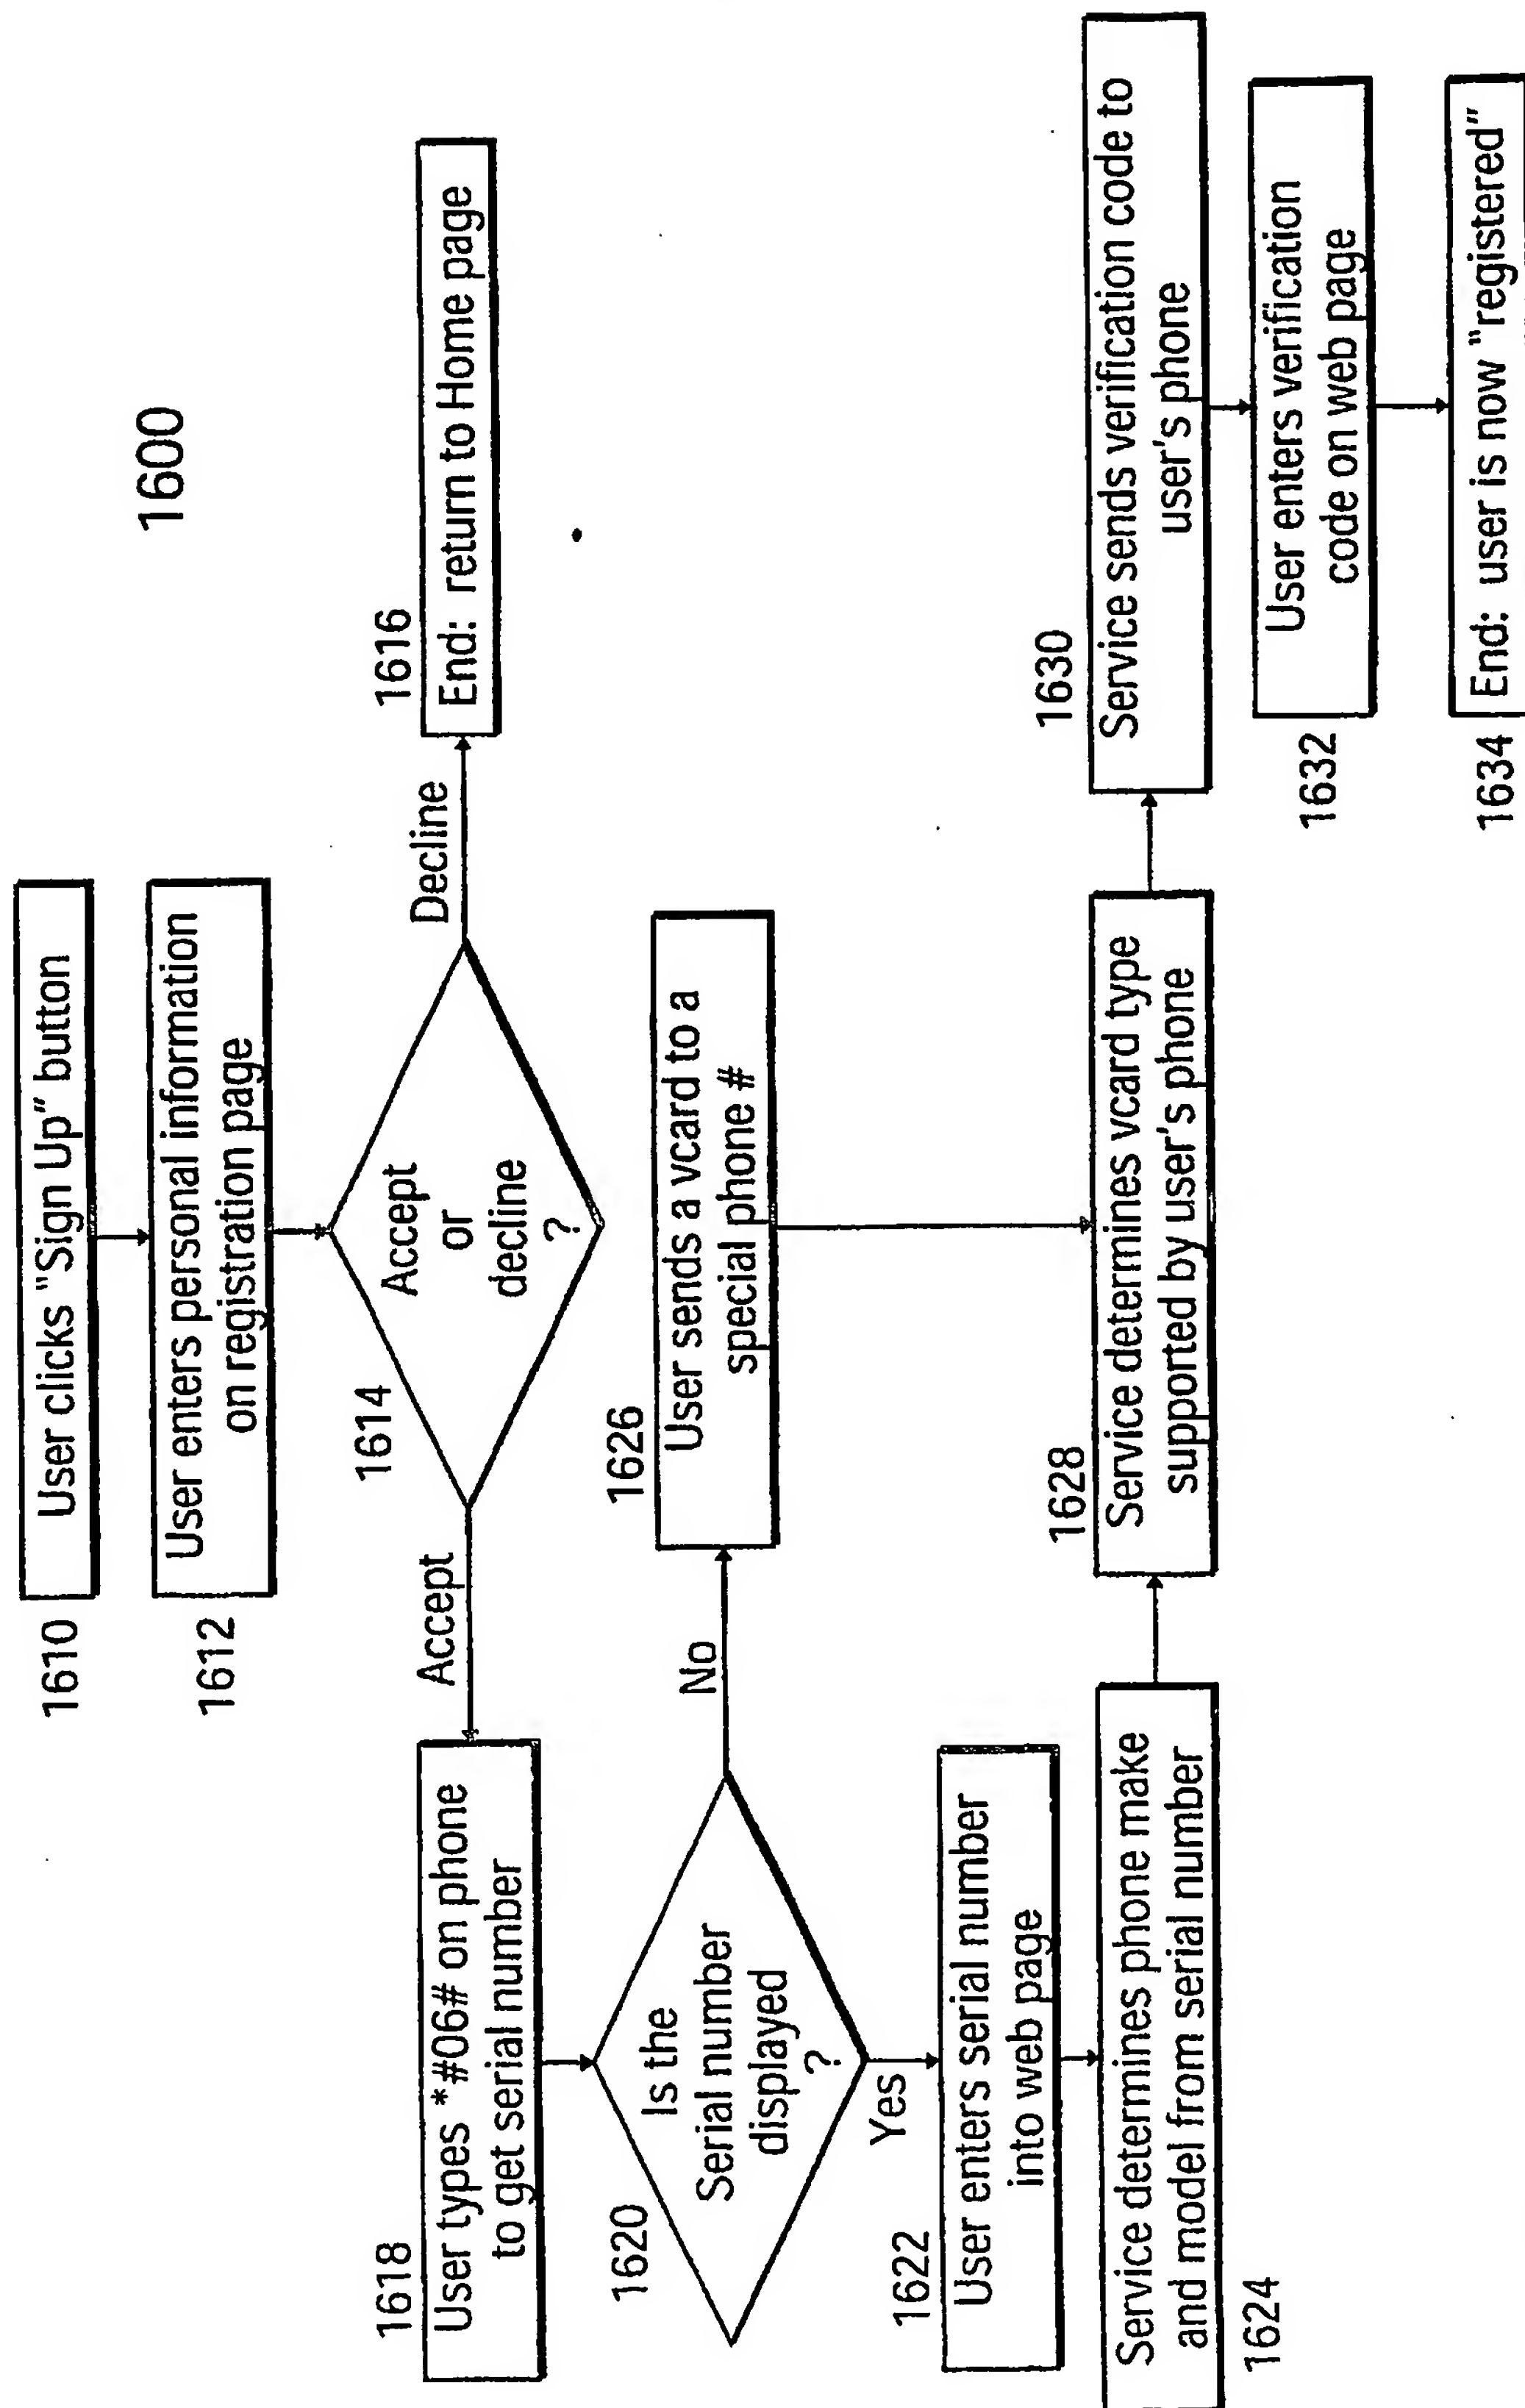 1600
1610
User clicks "Sign Up" button
1612
User enters personal information
on registration page
1614
Accept
or
decline
?
Decline
1616
End: return to Home page
Accept
1618
User types *#06# on phone
to get serial number
1620
Is the
Serial number
displayed
?
No
1626
User sends a vcard to a
special phone #
Yes
1622
User enters serial number
into web page
1624
Service determines phone make
and model from serial number
1628
Service determines vcard type
supported by user's phone
1630
Service sends verification code to
user's phone
1632
User enters verification
code on web page
1634
End: user is now "registered"